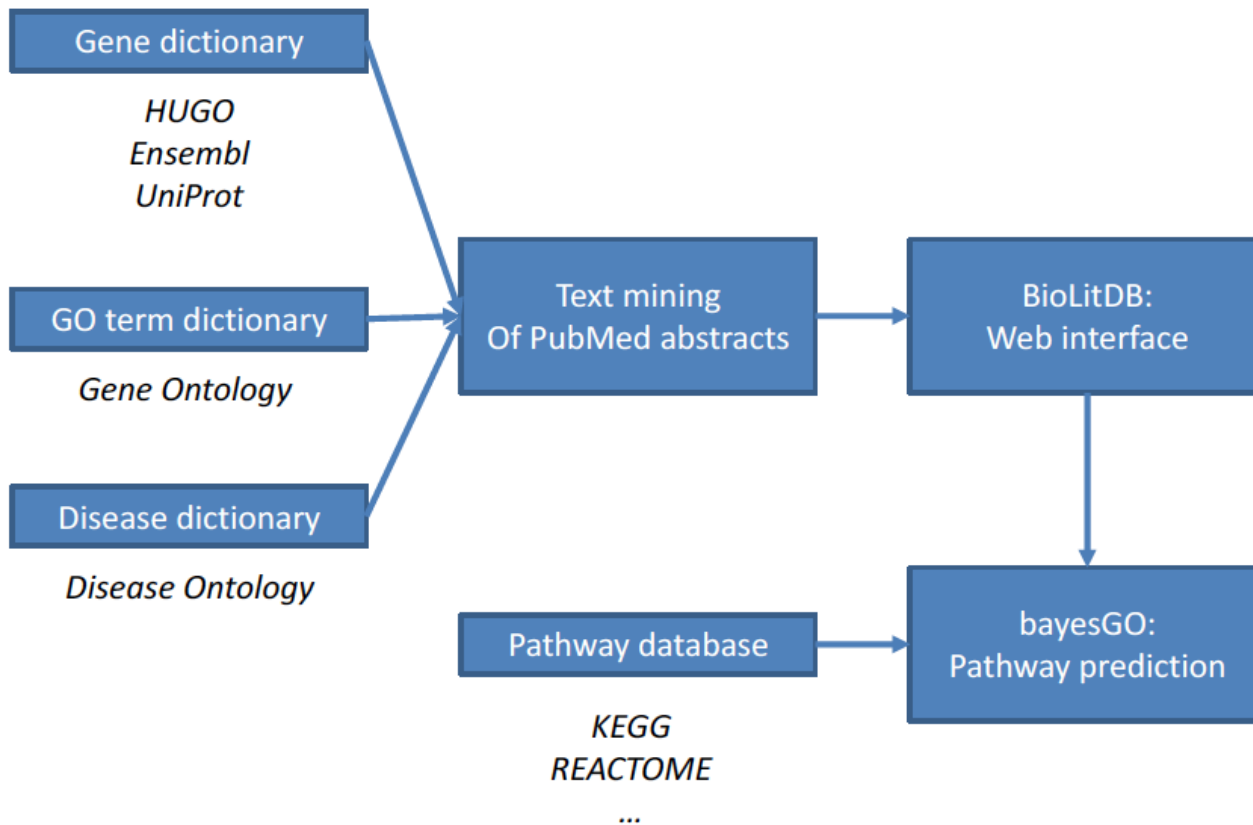 Gene dictionary
HUGO
Ensembl
UniProt
GO term dictionary
Gene Ontology
Disease dictionary
Disease Ontology
Text mining
Of PubMed abstracts
BioLitDB:
Web interface
Pathway database
KEGG
REACTOME
...
bayesGO:
Pathway prediction